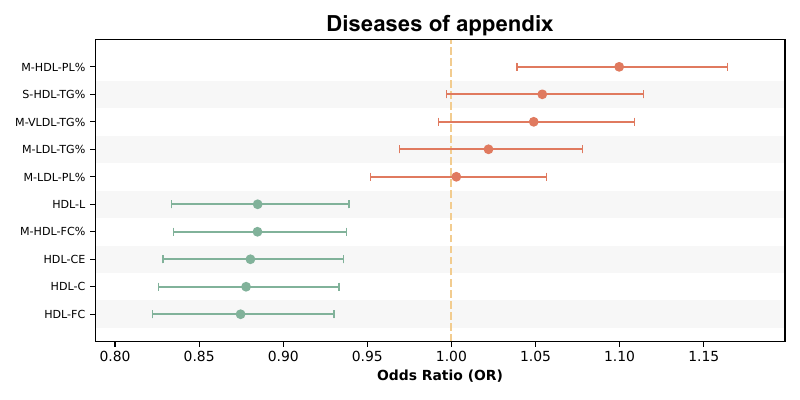 Diseases of appendix
M-HDL-PL%
S-HDL-TG%
M-VLDL-TG%
M-LDL-TG%
M-LDL-PL%
HDL-L
M-HDL-FC%
HDL-CE
HDL-C
HDL-FC
0.80 0.85 0.90 0.95 1.00 1.05 1.10 1.15
Odds Ratio (OR)